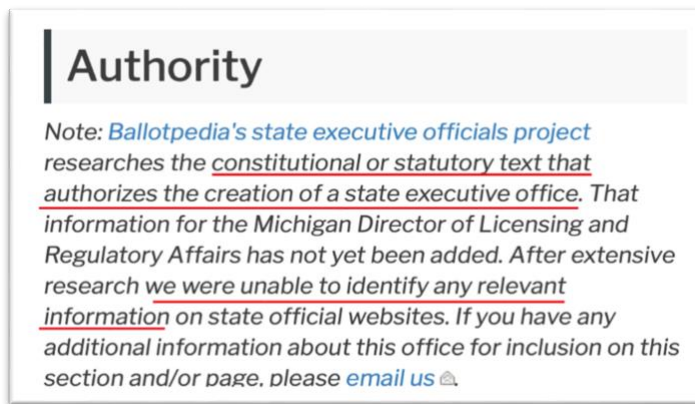 Authority
Note: Ballotpedia's state executive officials project
researches the constitutional or statutory text that
authorizes the creation of a state executive office. That
information for the Michigan Director of Licensing and
Regulatory Affairs has not yet been added. After extensive
research we were unable to identify any relevant
information on state official websites. If you have any
additional information about this office for inclusion on this
section and/or page, please email us.